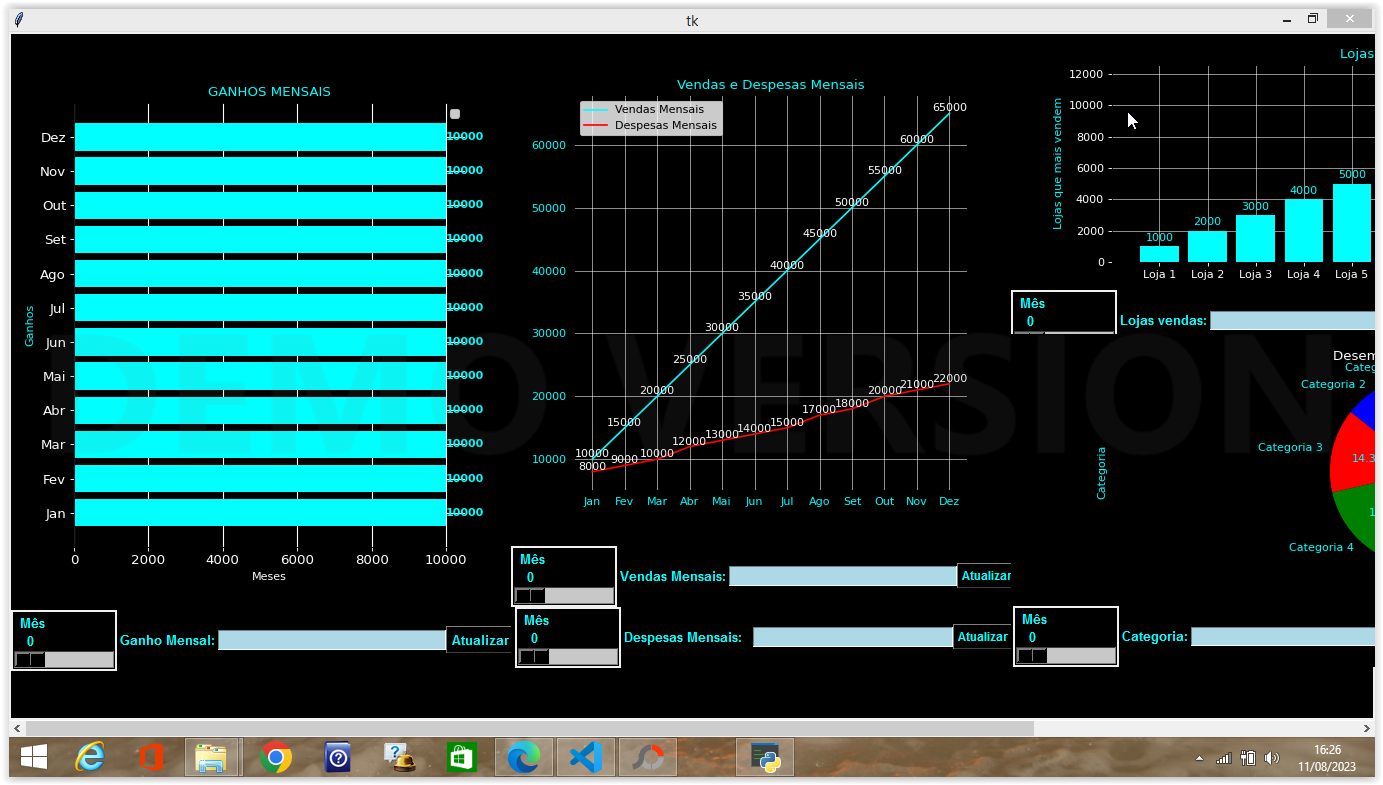 tk
GANHOS MENSAIS
Dez
Nov
Out
Set
Ago
Jul
Jun
Mai
Abr
Mar
Fev
Jan
10000
10000
10000
10000
10000
10000
10000
10000
10000
10000
10000
10000
Ganhos
0 2000 4000 6000 8000 10000
Meses
Mês
0
Ganho Mensal:
Atualizar
Vendas e Despesas Mensais
Vendas Mensais
Despesas Mensais
60000
50000
40000
30000
20000
10000
10000 15000 20000 25000 30000 35000 40000 45000 50000 55000 60000 65000
8000 9000 10000 12000 13000 14000 15000 17000 18000 20000 21000 22000
Jan Fev Mar Abr Mai Jun Jul Ago Set Out Nov Dez
Mês
0
Vendas Mensais:
Atualizar
Mês
0
Despesas Mensais:
Atualizar
Lojas
Lojas que mais vendem
12000
10000
8000
6000
4000
2000
0
1000 2000 3000 4000 5000
Loja 1 Loja 2 Loja 3 Loja 4 Loja 5
Mês
0
Lojas vendas:
Desem
Categ
Categoria 2
Categoria 3
14.3
1
Categoria 4
Categoria
Mês
0
Categoria:
DEMO VERSION
16:26
11/08/2023